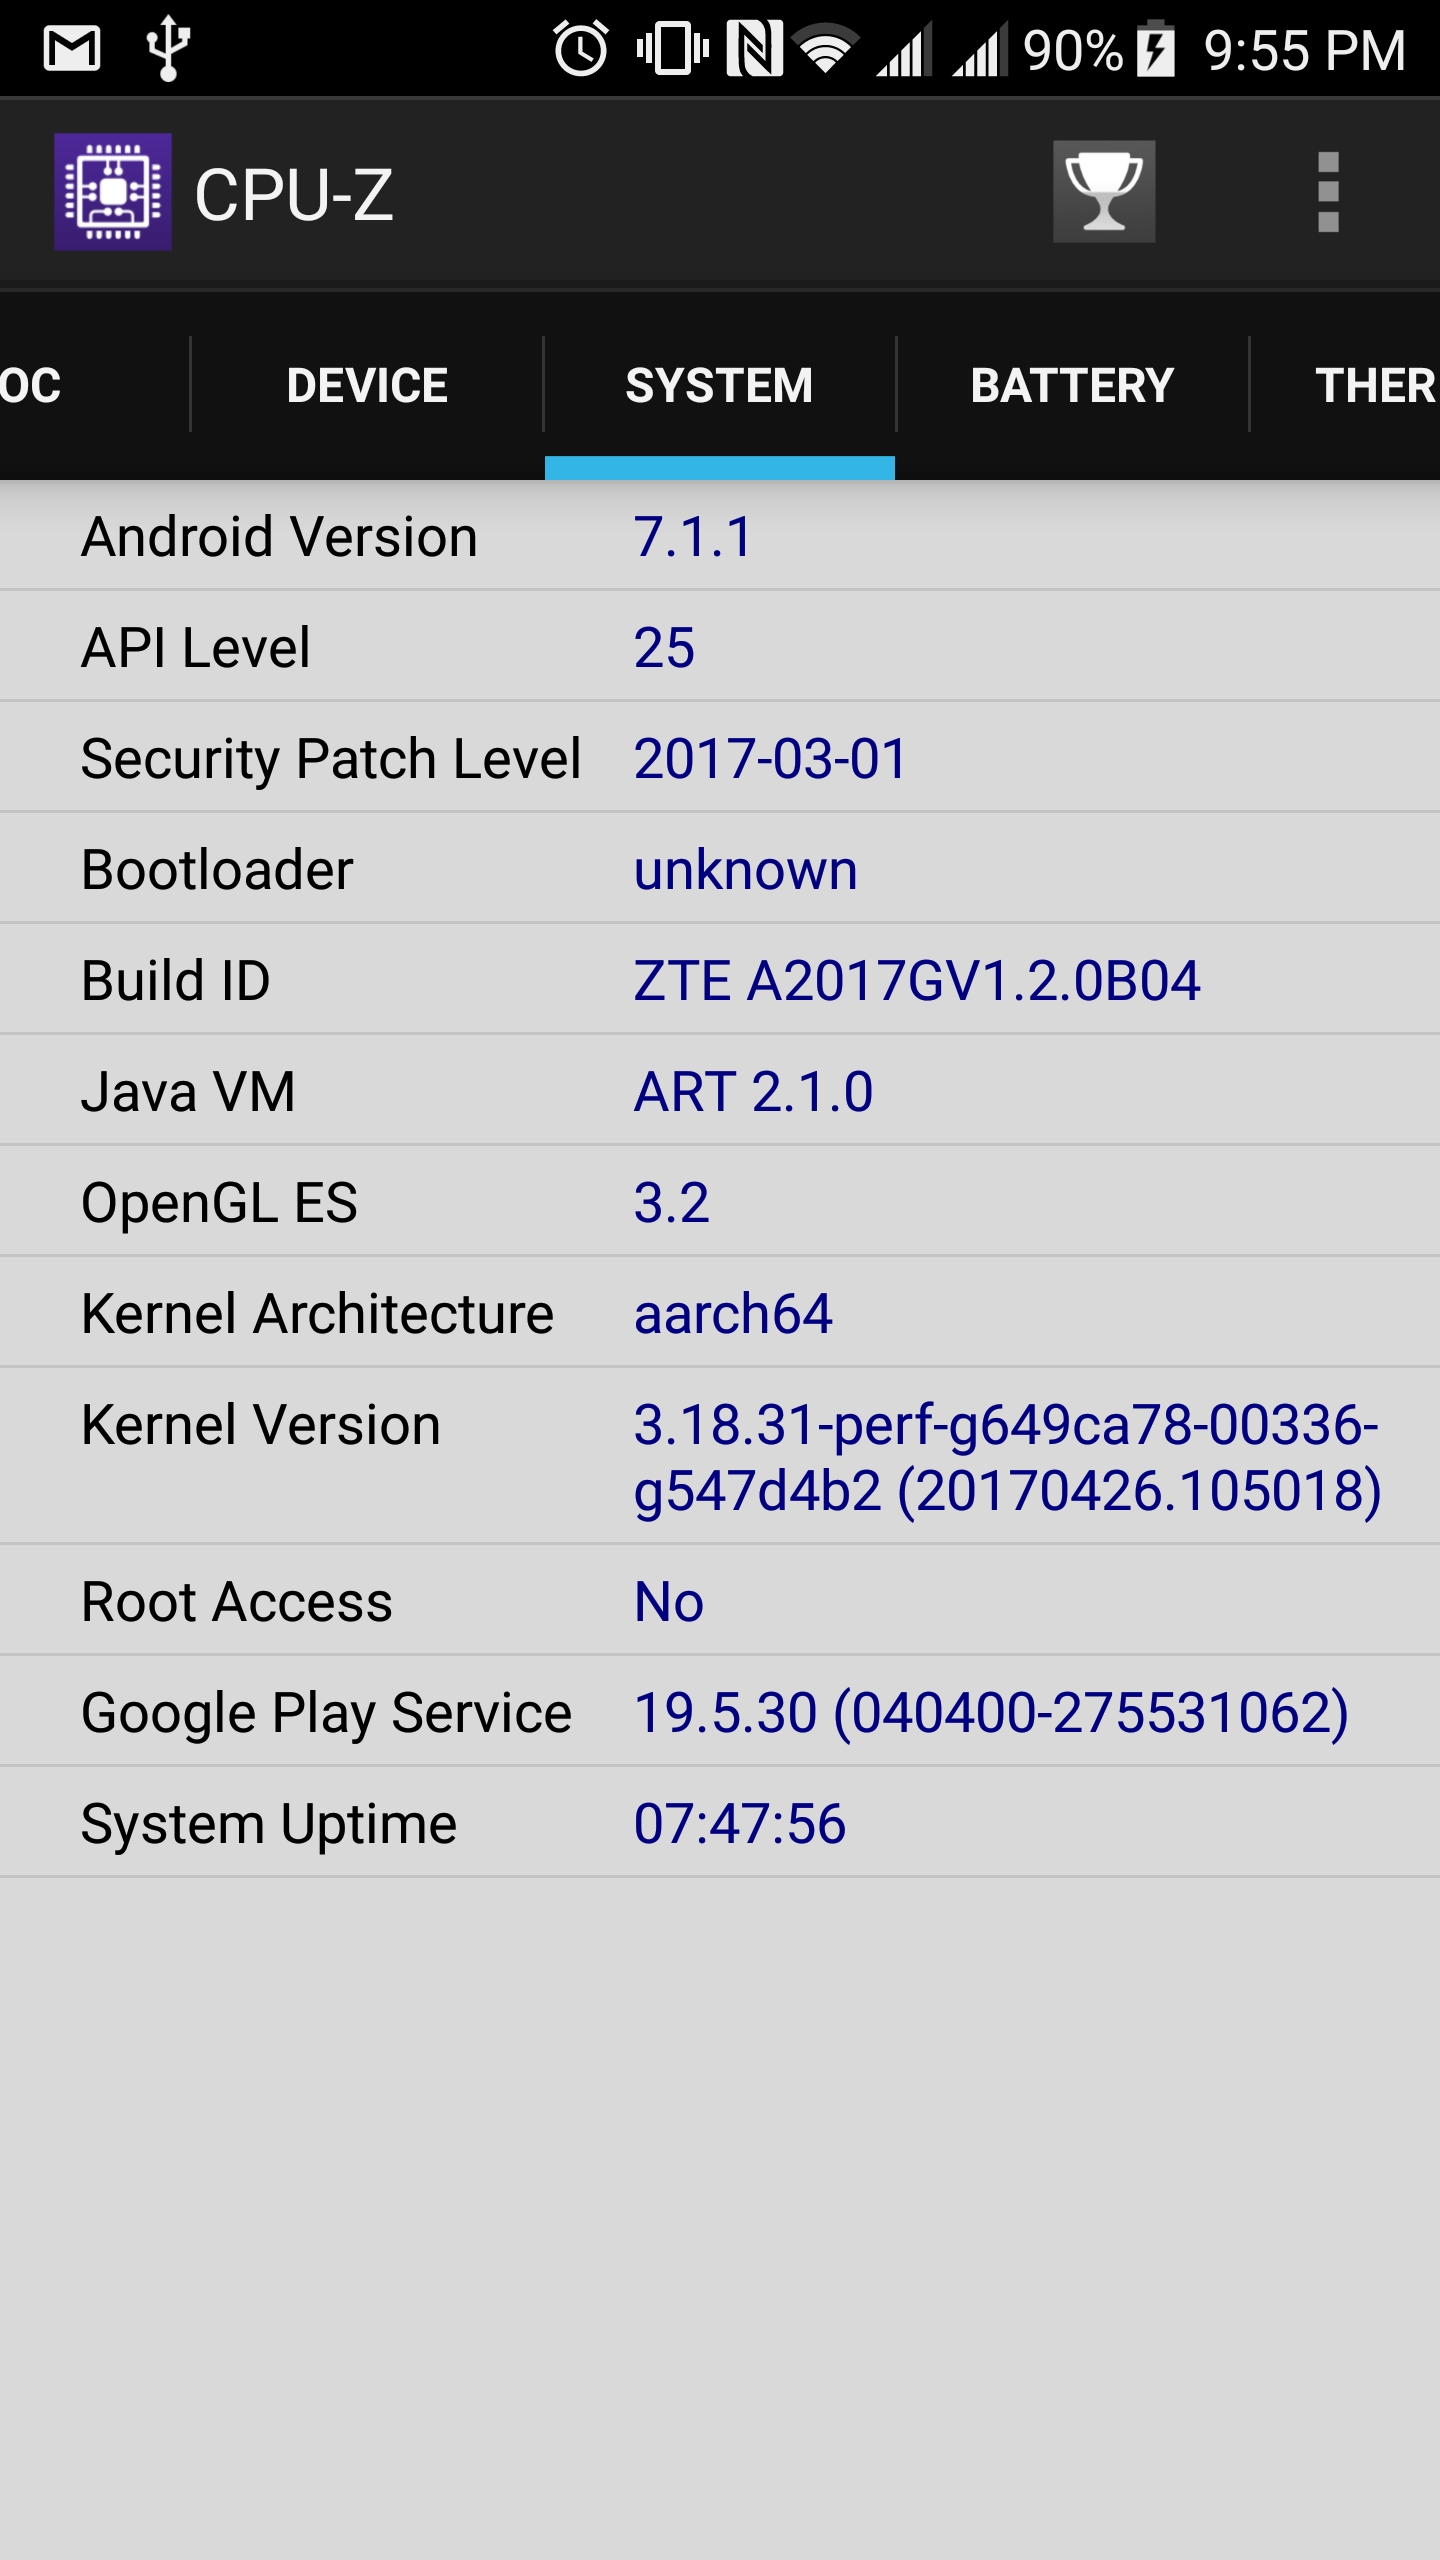 90% 9:55 PM
CPU-Z
OC DEVICE SYSTEM BATTERY THER
Android Version 7.1.1
API Level 25
Security Patch Level 2017-03-01
Bootloader unknown
Build ID ZTE A2017GV1.2.0B04
Java VM ART 2.1.0
OpenGL ES 3.2
Kernel Architecture aarch64
Kernel Version 3.18.31-perf-g649ca78-00336-
g547d4b2 (20170426.105018)
Root Access No
Google Play Service 19.5.30 (040400-275531062)
System Uptime 07:47:56